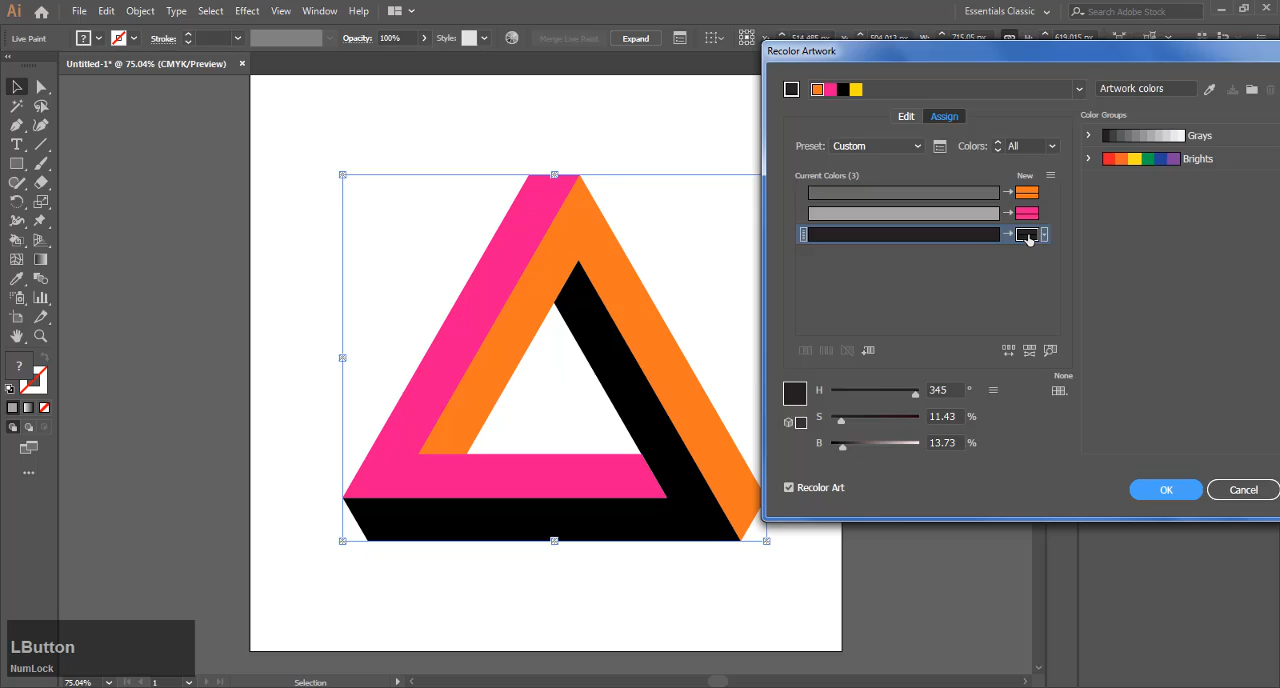 Ai File Edit Object Type Select Effect View Window Help Essentials Classic Search Adobe Stock
Live Paint ? Stroke: Opacity: 100% Style: Merge Live Paint Expand
Untitled-1* @ 75.04% (CMYK/Preview) ×
Recolor Artwork
Artwork colors
Edit Assign Color Groups
Preset: Custom Colors: All Grays
Brights
Current Colors (3) New
?
None
H 345 °
S 11.43 %
B 13.73 %
Recolor Art
OK Cancel
LButton
NumLock
75.04% 1 Selection